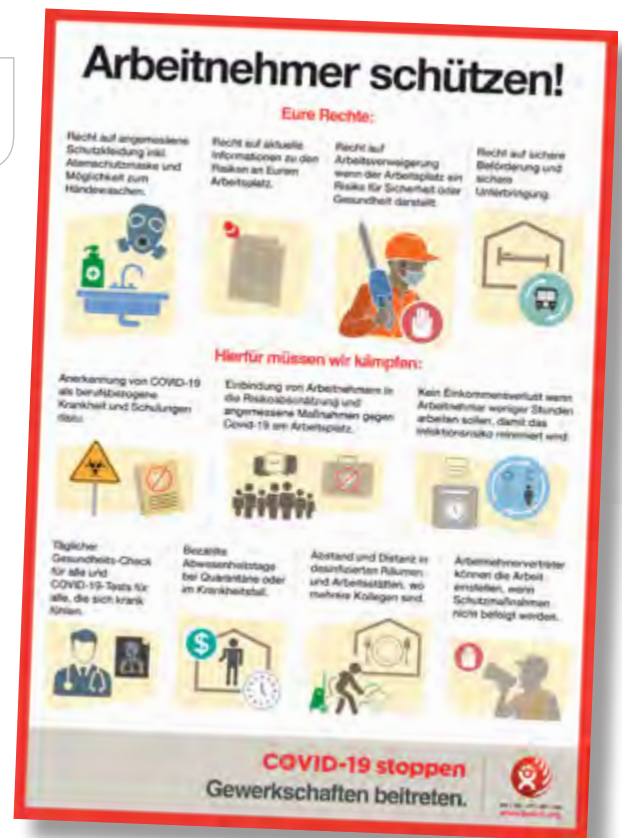 Arbeitnehmer schützen!
Eure Rechte:
Recht auf angemessene
Schutzkleidung inkl.
Atemschutzmaske und
Möglichkeit zum
Händewaschen.
Recht auf aktuelle
Informationen zu den
Risiken an Eurem
Arbeitsplatz.
Recht auf
Arbeitsverweigerung
wenn der Arbeitsplatz ein
Risiko für Sicherheit oder
Gesundheit darstellt.
Recht auf sichere
Beförderung und
sichere
Unterbringung.
Hierfür müssen wir kämpfen:
Anerkennung von COVID-19
als berufsbezogene
Krankheit und Schulungen
dazu.
Einbindung von Arbeitnehmern in
die Risikoabschätzung und
angemessene Maßnahmen gegen
Covid-19 am Arbeitsplatz.
Kein Einkommensverlust wenn
Arbeitnehmer weniger Stunden
arbeiten sollen, damit das
Infektionsrisiko minimiert wird.
Täglicher
Gesundheits-Check
für alle und
COVID-19-Tests für
alle, die sich krank
fühlen.
Bezahlte
Abwesenheitstage
bei Quarantäne oder
im Krankheitsfall.
Abstand und Distanz in
desinfizierten Räumen
und Arbeitsstätten, wo
mehrere Kollegen sind.
Arbeitnehmervertreter
können die Arbeit
einstellen, wenn
Schutzmaßnahmen
nicht befolgt werden.
$
COVID-19 stoppen
Gewerkschaften beitreten.